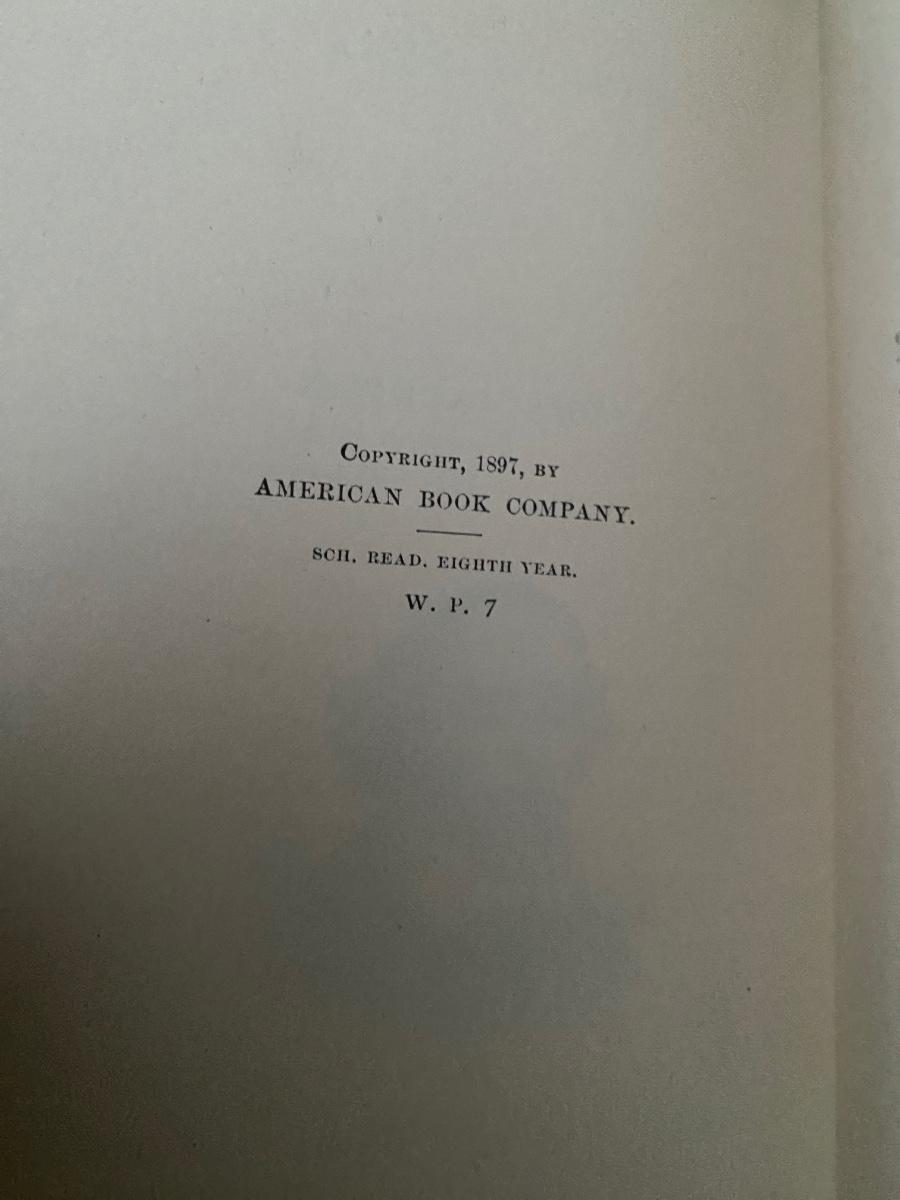 COPYRIGHT, 1897, BY
AMERICAN BOOK COMPANY.
SCH. READ. EIGHTH YEAR.
W. P. 7